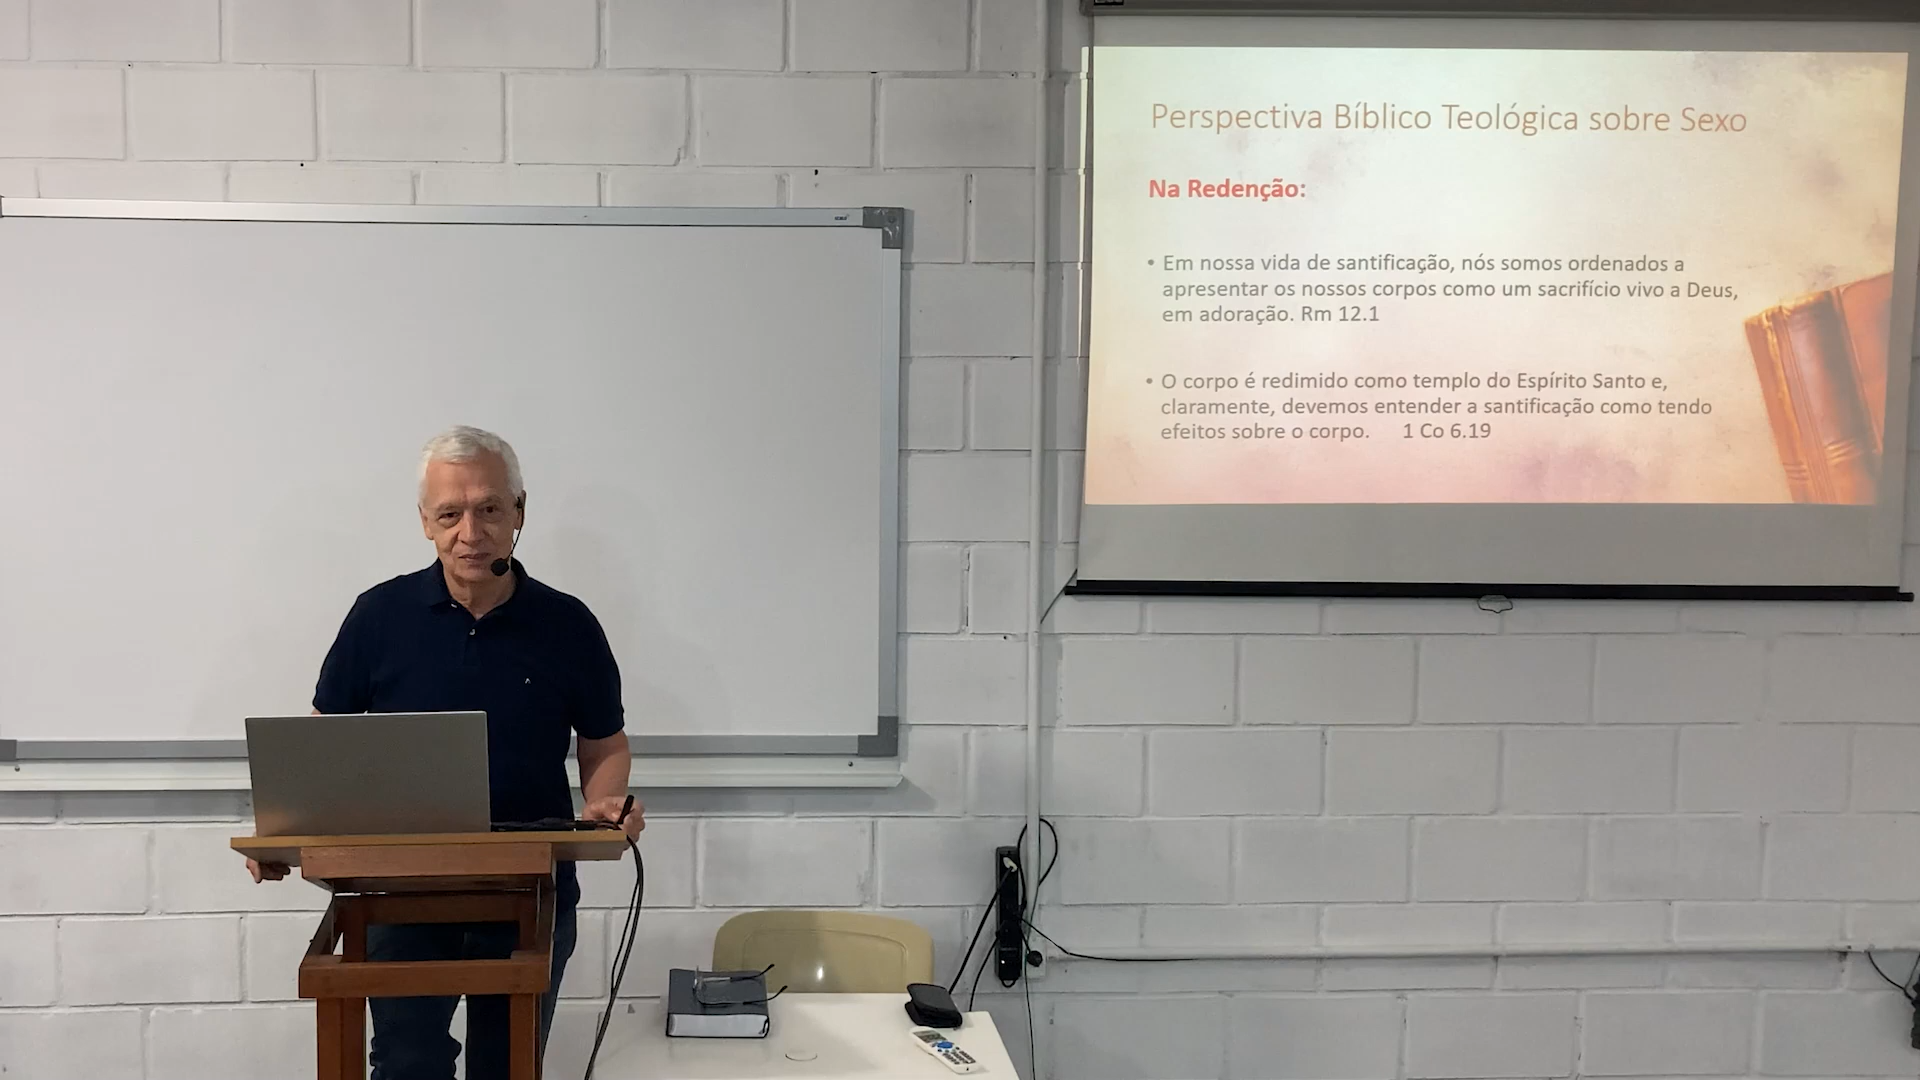 Perspectiva Bíblico Teológica sobre Sexo
Na Redenção:
• Em nossa vida de santificação, nós somos ordenados a
apresentar os nossos corpos como um sacrifício vivo a Deus,
em adoração. Rm 12.1
• O corpo é redimido como templo do Espírito Santo e,
claramente, devemos entender a santificação como tendo
efeitos sobre o corpo. 1 Co 6.19